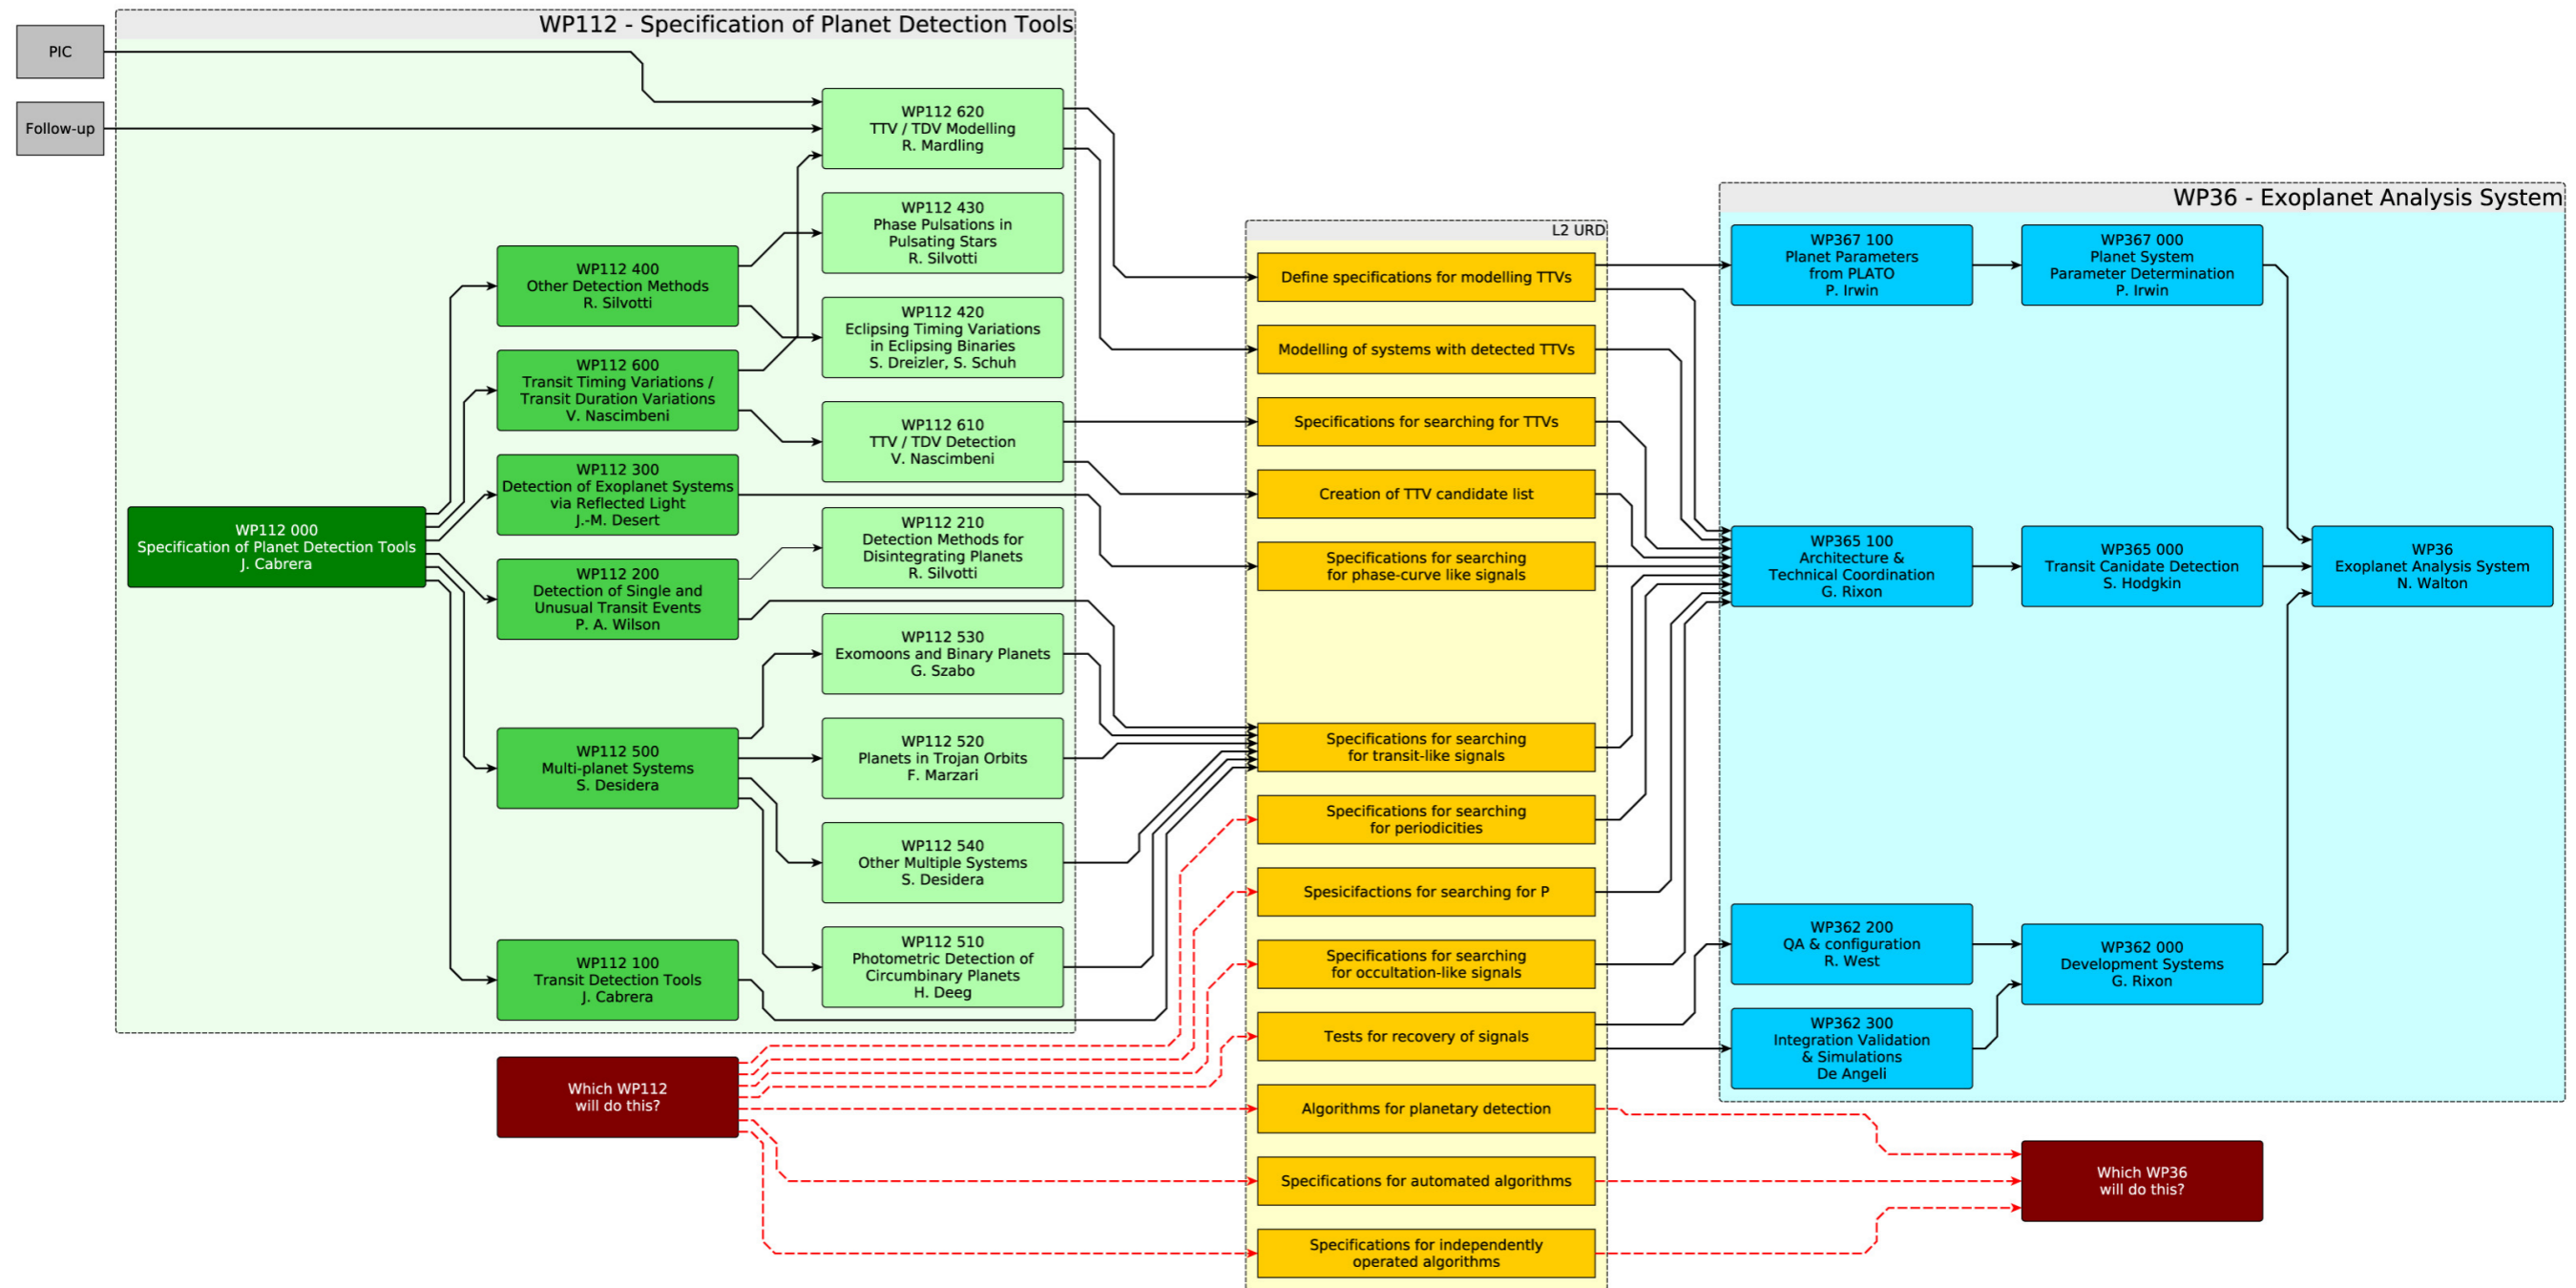 WP112 - Specification of Planet Detection Tools
PIC
Follow-up
WP112 000
Specification of Planet Detection Tools
J. Cabrera
WP112 400
Other Detection Methods
R. Silvotti
WP112 600
Transit Timing Variations /
Transit Duration Variations
V. Nascimbeni
WP112 300
Detection of Exoplanet Systems
via Reflected Light
J.-M. Desert
WP112 200
Detection of Single and
Unusual Transit Events
P. A. Wilson
WP112 500
Multi-planet Systems
S. Desidera
WP112 100
Transit Detection Tools
J. Cabrera
Which WP112
will do this?
WP112 620
TTV / TDV Modelling
R. Mardling
WP112 430
Phase Pulsations in
Pulsating Stars
R. Silvotti
WP112 420
Eclipsing Timing Variations
in Eclipsing Binaries
S. Dreizler, S. Schuh
WP112 610
TTV / TDV Detection
V. Nascimbeni
WP112 210
Detection Methods for
Disintegrating Planets
R. Silvotti
WP112 530
Exomoons and Binary Planets
G. Szabo
WP112 520
Planets in Trojan Orbits
F. Marzari
WP112 540
Other Multiple Systems
S. Desidera
WP112 510
Photometric Detection of
Circumbinary Planets
H. Deeg
L2 URD
Define specifications for modelling TTVs
Modelling of systems with detected TTVs
Specifications for searching for TTVs
Creation of TTV candidate list
Specifications for searching
for phase-curve like signals
Specifications for searching
for transit-like signals
Specifications for searching
for periodicities
Spesicifactions for searching for P
Specifications for searching
for occultation-like signals
Tests for recovery of signals
Algorithms for planetary detection
Specifications for automated algorithms
Specifications for independently
operated algorithms
WP36 - Exoplanet Analysis System
WP367 100
Planet Parameters
from PLATO
P. Irwin
WP367 000
Planet System
Parameter Determination
P. Irwin
WP365 100
Architecture &
Technical Coordination
G. Rixon
WP365 000
Transit Canidate Detection
S. Hodgkin
WP36
Exoplanet Analysis System
N. Walton
WP362 200
QA & configuration
R. West
WP362 000
Development Systems
G. Rixon
WP362 300
Integration Validation
& Simulations
De Angeli
Which WP36
will do this?